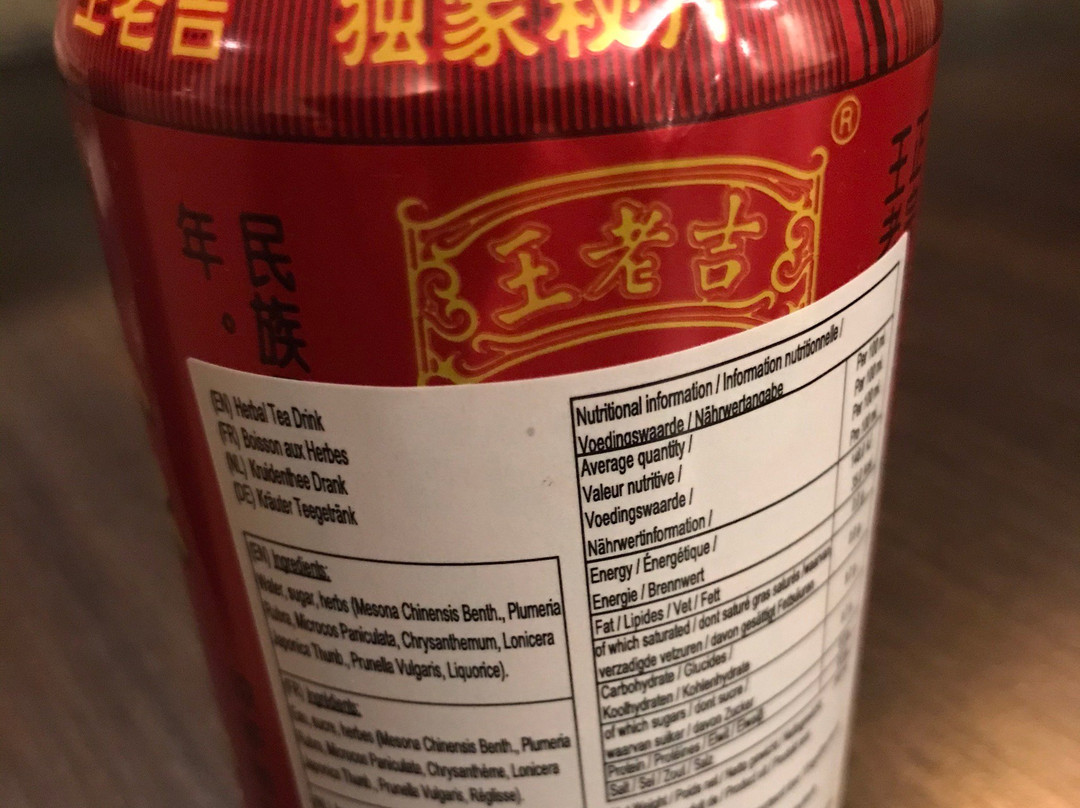 王老吉
独家秘方
®
民族
年。
王老吉
王老
(EN) Herbal Tea Drink
(FR) Boisson aux Herbes
(NL) Kruidenthee Drank
(DE) Kräuter Teegetränk
(EN) Ingredients:
Water, sugar, herbs (Mesona Chinensis Benth., Plumeria
Rubra, Microcos Paniculata, Chrysanthemum, Lonicera
Japonica Thunb., Prunella Vulgaris, Liquorice).
(FR) Ingrédients:
Eau, sucre, herbes (Mesona Chinensis Benth., Plumeria
Rubra, Microcos Paniculata, Chrysanthème, Lonicera
Japonica Thunb., Prunella Vulgaris, Réglisse).
Nutritional information / Information nutritionnelle /
Voedingswaarde / Nährwertangabe
Average quantity /
Valeur nutritive /
Voedingswaarde /
Nährwertinformation /
Per 100 ml
Per 100 ml
Per 100 ml
Per 100 ml
Energy / Énergétique /
Energie / Brennwert
Fat / Lipides / Vet / Fett
of which saturated / dont saturé gras saturés / waarvan
verzadigde vetzuren / davon gesättigt Fettsäuren
Carbohydrate / Glucides /
Koolhydraten / Kohlenhydrate
of which sugars / dont sucre /
waarvan suiker / davon Zucker
Protein / Protéines / Eiwit / Eiweiß
Salt / Sel / Zout / Salz